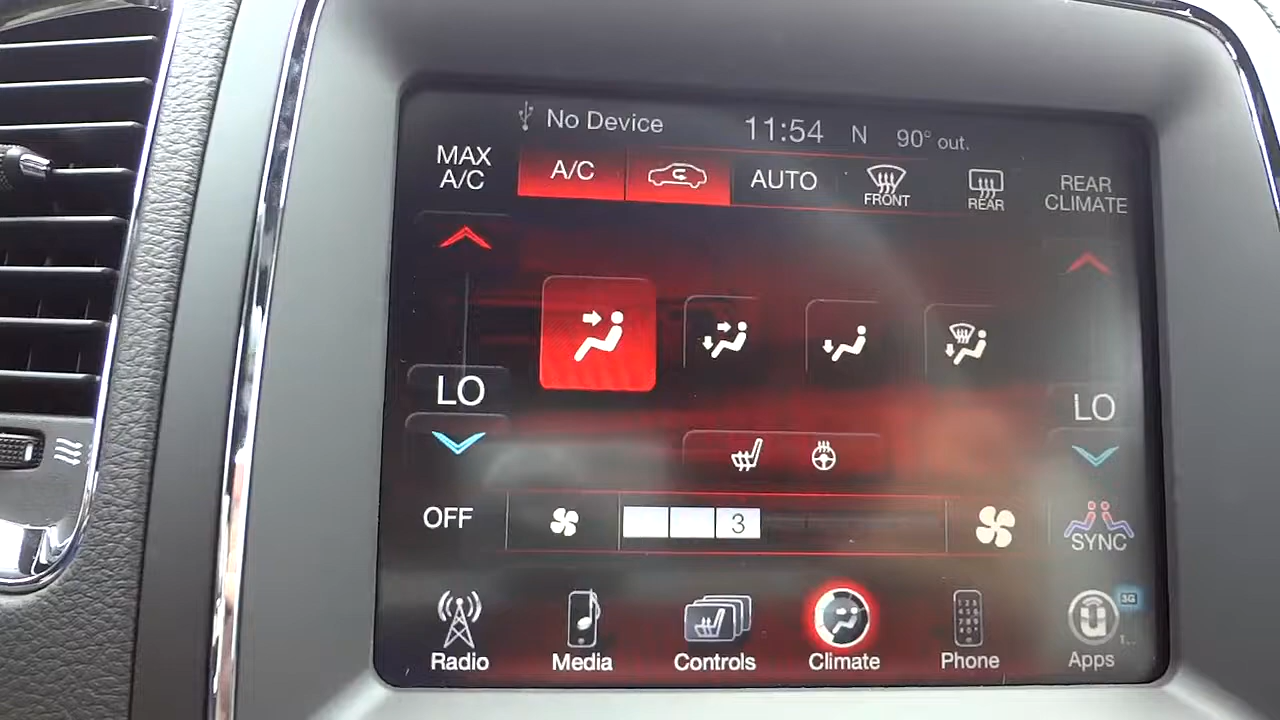 No Device
11:54 N 90° out.
MAX A/C
A/C
AUTO
FRONT
REAR
REAR CLIMATE
LO
LO
OFF
3
SYNC
3G
Radio
Media
Controls
Climate
Phone
Apps